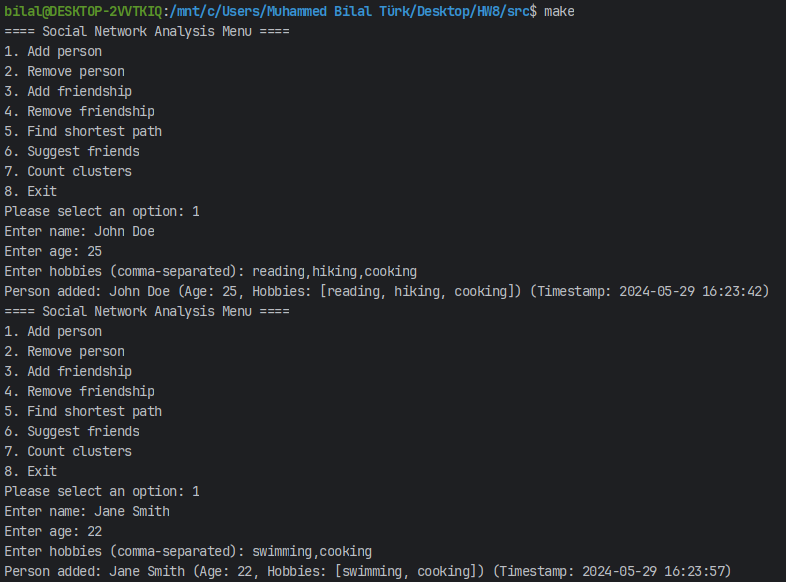 bilal@DESKTOP-2VVTKIQ:/mnt/c/Users/Muhammed Bilal Türk/Desktop/HW8/src$ make
==== Social Network Analysis Menu ====
1. Add person
2. Remove person
3. Add friendship
4. Remove friendship
5. Find shortest path
6. Suggest friends
7. Count clusters
8. Exit
Please select an option: 1
Enter name: John Doe
Enter age: 25
Enter hobbies (comma-separated): reading,hiking,cooking
Person added: John Doe (Age: 25, Hobbies: [reading, hiking, cooking]) (Timestamp: 2024-05-29 16:23:42)
==== Social Network Analysis Menu ====
1. Add person
2. Remove person
3. Add friendship
4. Remove friendship
5. Find shortest path
6. Suggest friends
7. Count clusters
8. Exit
Please select an option: 1
Enter name: Jane Smith
Enter age: 22
Enter hobbies (comma-separated): swimming,cooking
Person added: Jane Smith (Age: 22, Hobbies: [swimming, cooking]) (Timestamp: 2024-05-29 16:23:57)